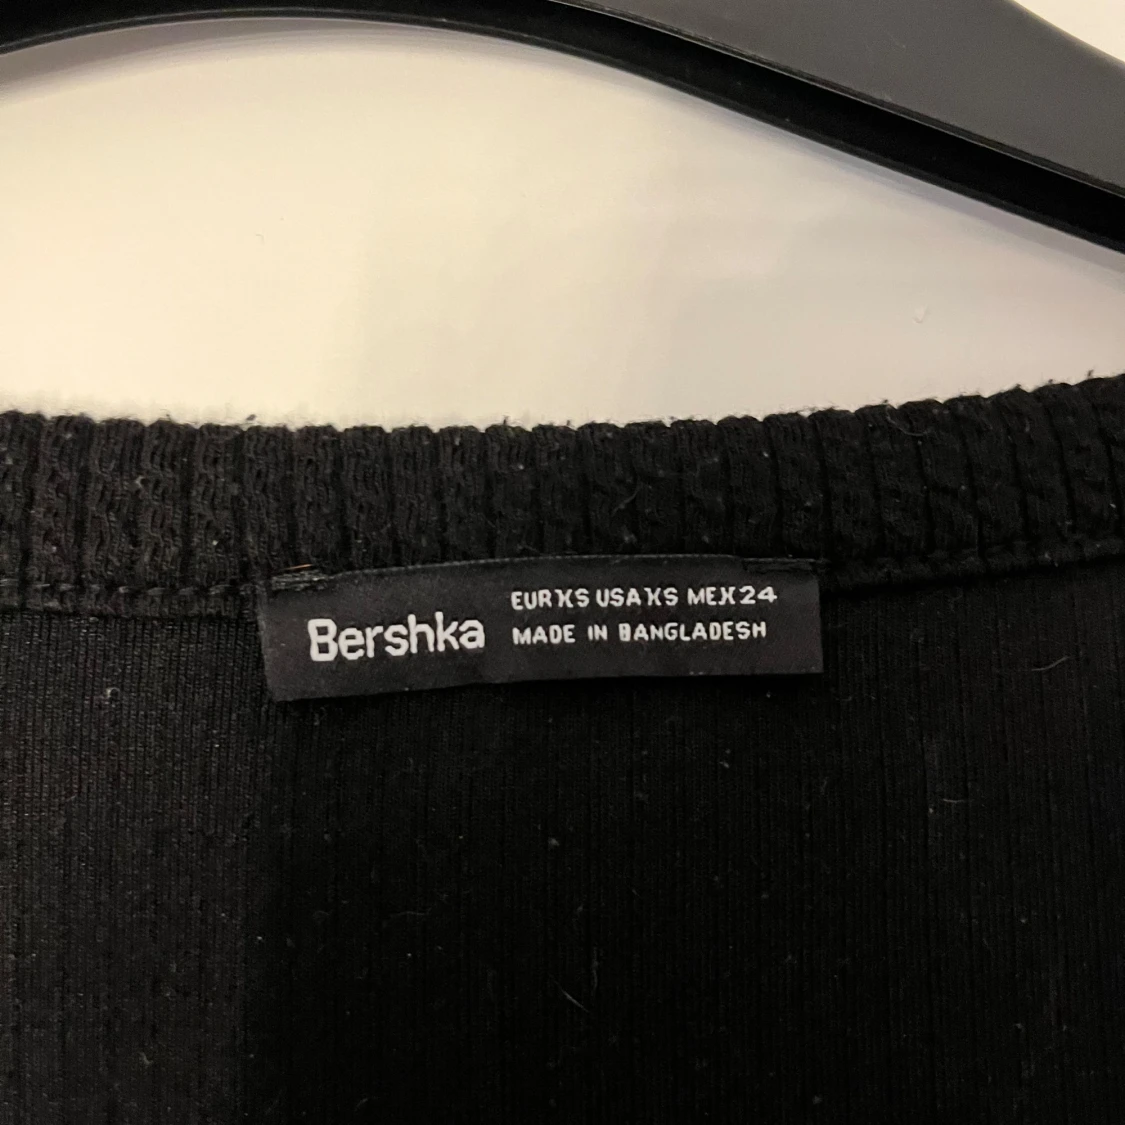 Bershka
EUR XS USA XS MEX 24
MADE IN BANGLADESH